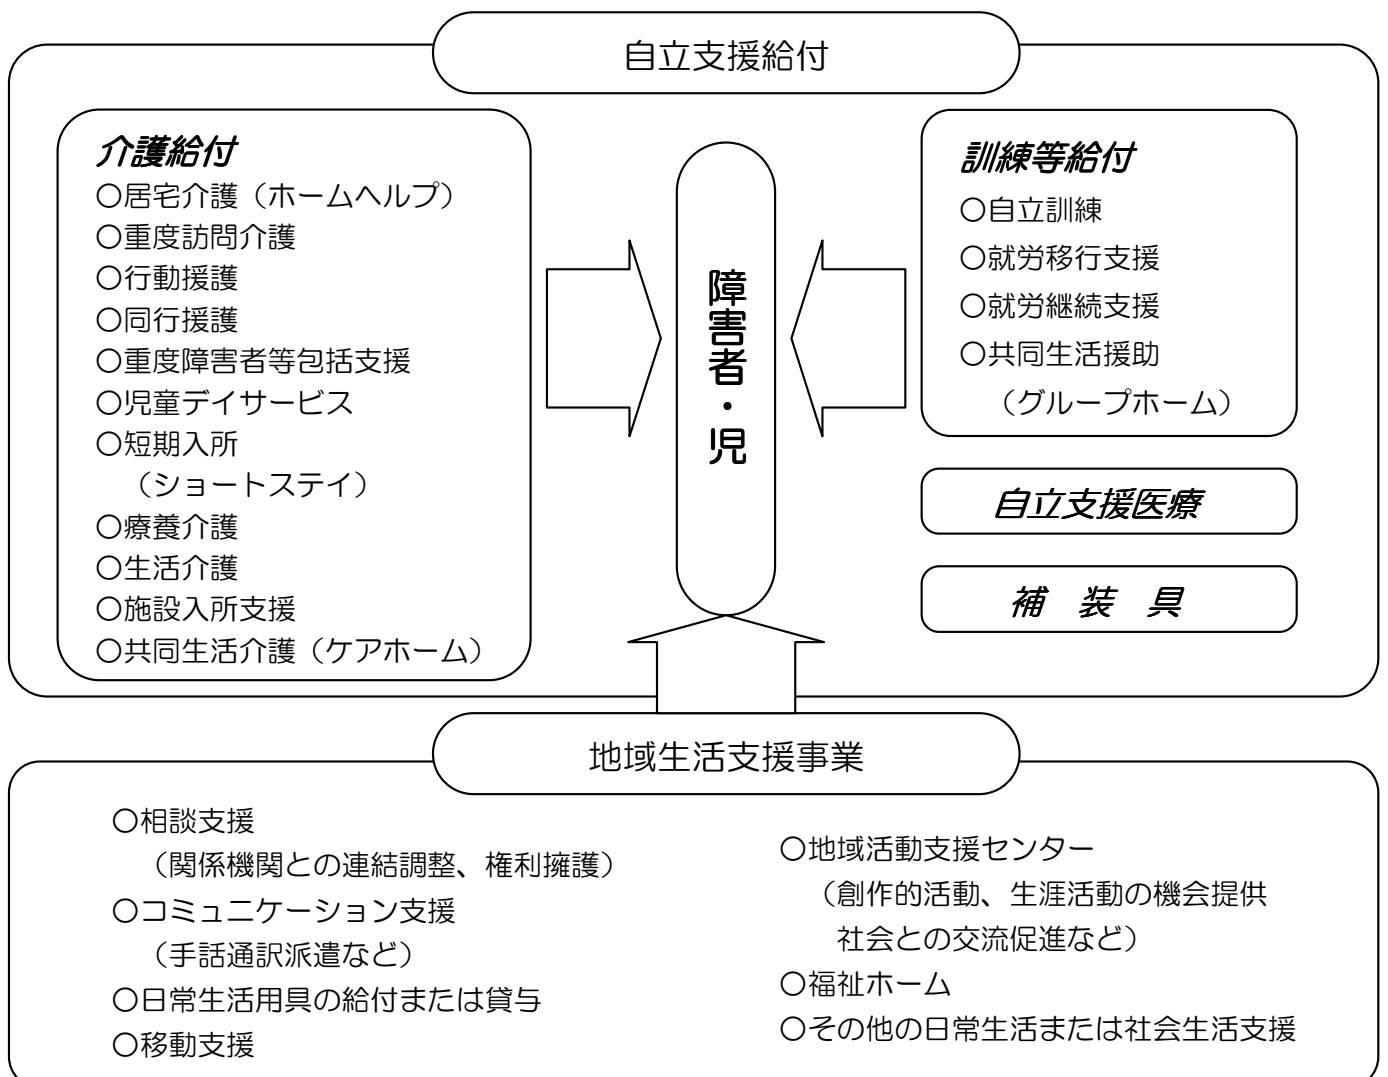 自立支援給付
介護給付
○居宅介護（ホームヘルプ）
○重度訪問介護
○行動援護
○同行援護
○重度障害者等包括支援
○児童デイサービス
○短期入所
（ショートステイ）
○療養介護
○生活介護
○施設入所支援
○共同生活介護（ケアホーム）
障害者・児
訓練等給付
○自立訓練
○就労移行支援
○就労継続支援
○共同生活援助
（グループホーム）
自立支援医療
補　装　具
地域生活支援事業
○相談支援
（関係機関との連結調整、権利擁護）
○コミュニケーション支援
（手話通訳派遣など）
○日常生活用具の給付または貸与
○移動支援
○地域活動支援センター
（創作的活動、生涯活動の機会提供
社会との交流促進など）
○福祉ホーム
○その他の日常生活または社会生活支援